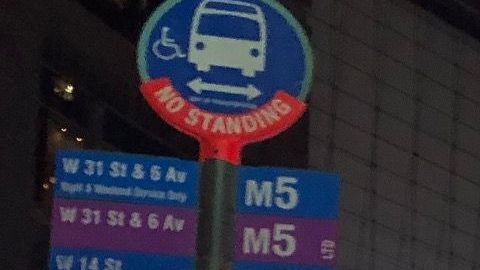 NO STANDING
W 31 St & 6 Av
Night & Weekend Service Only
M5
W 31 St & 6 Av
M5 LTD
W 14 St